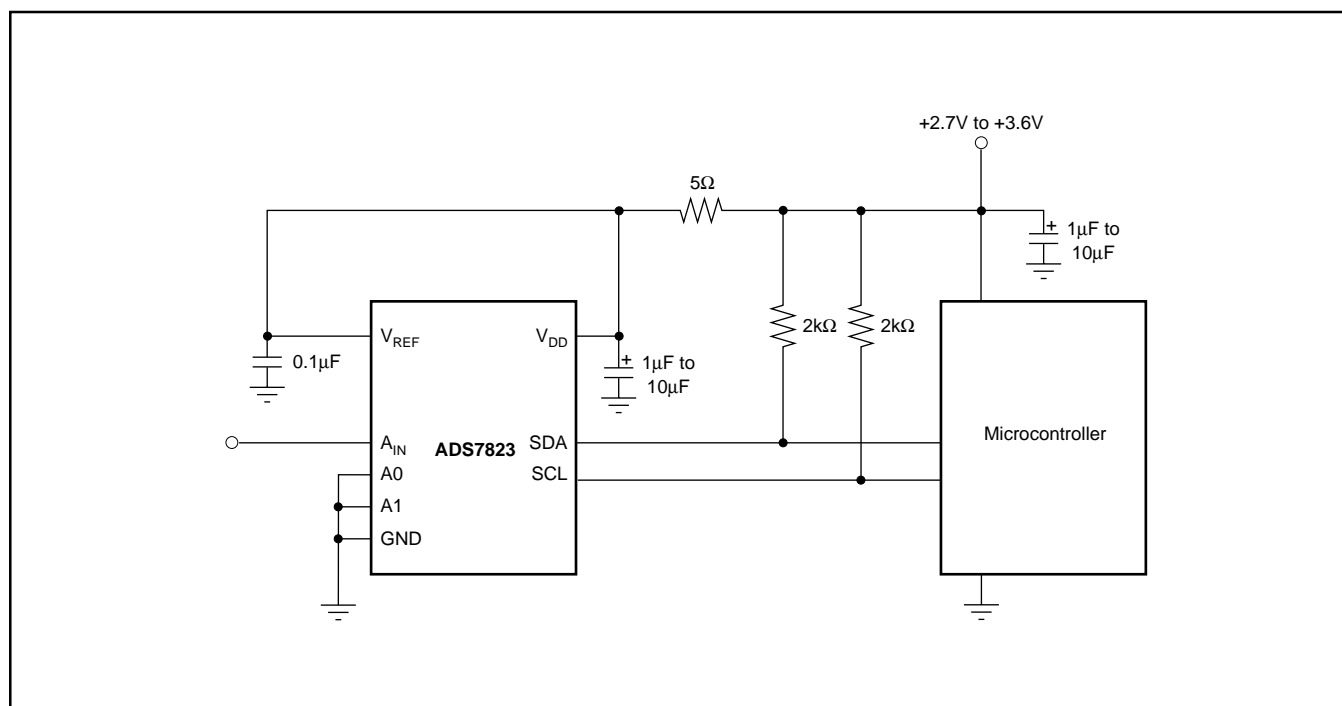 +2.7V to +3.6V
5Ω
+ 1μF to
10μF
2kΩ
2kΩ
VREF
VDD
0.1μF
+ 1μF to
10μF
AIN
ADS7823
SDA
Microcontroller
A0
SCL
A1
GND